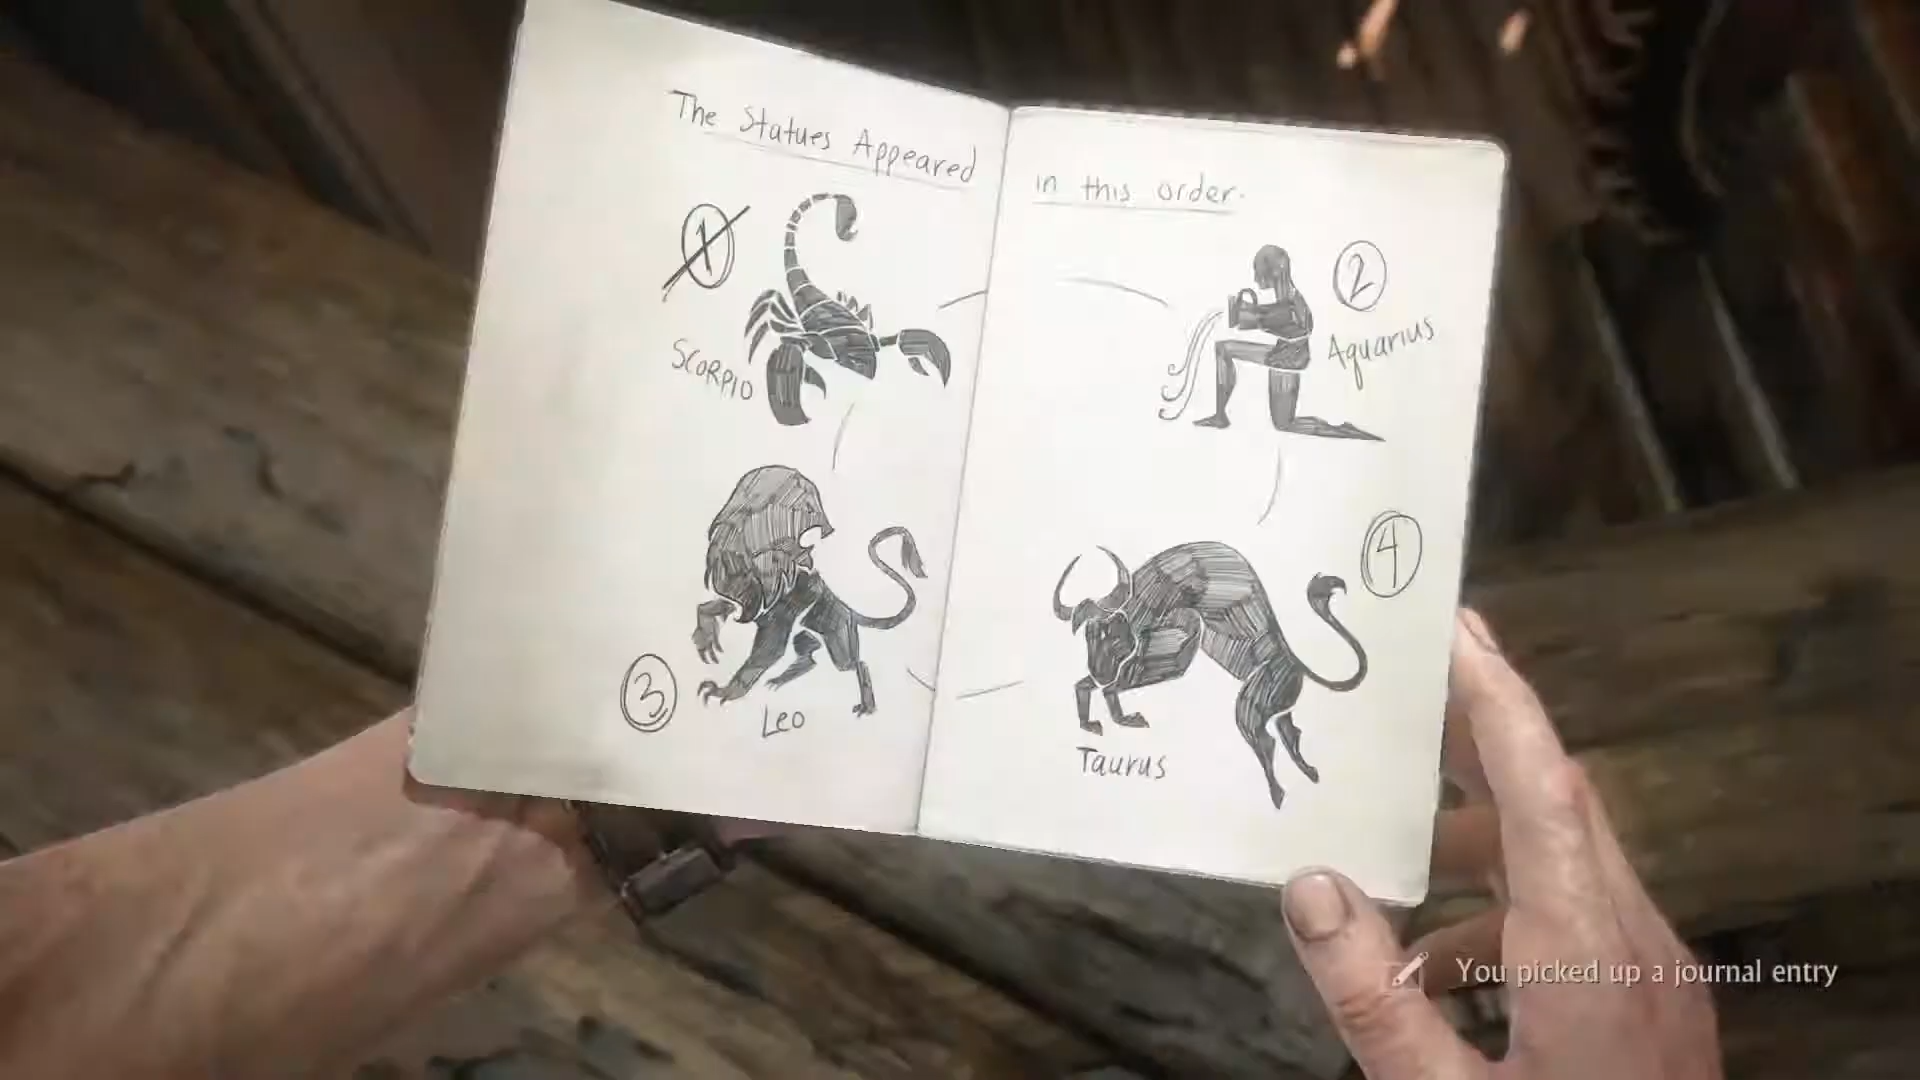 The Statues Appeared
in this order.
1
SCORPIO
2
Aquarius
3
Leo
4
Taurus
You picked up a journal entry